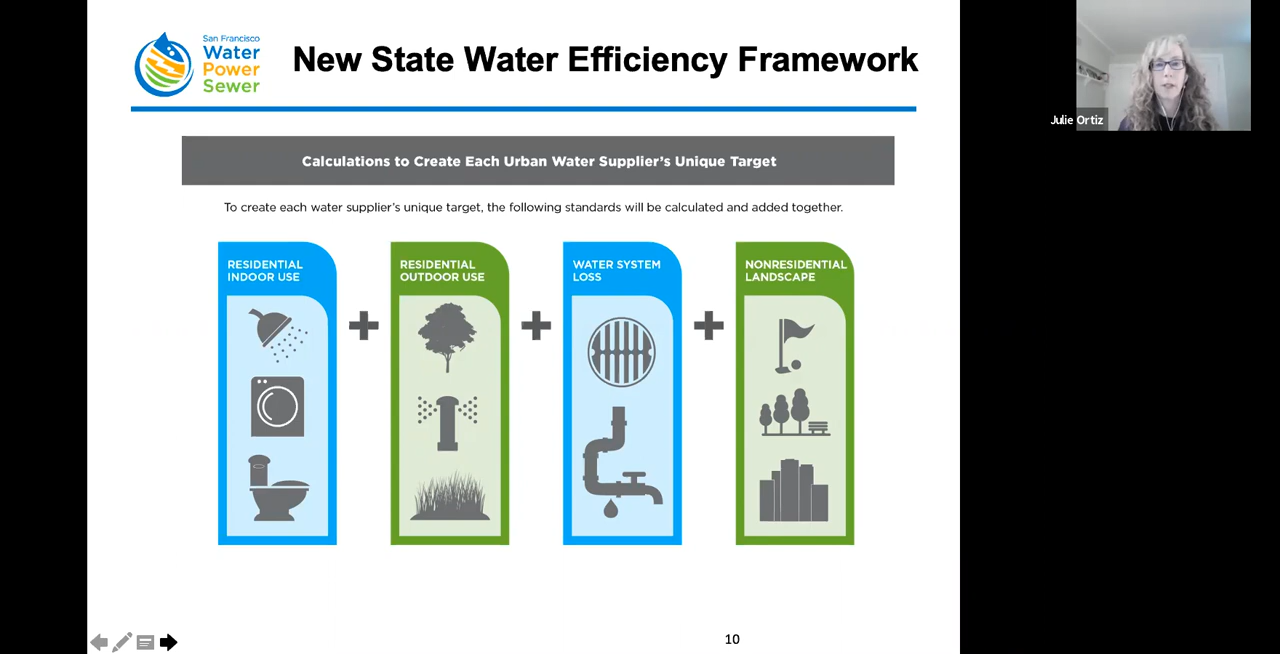 San Francisco
Water
Power
Sewer
New State Water Efficiency Framework
Calculations to Create Each Urban Water Supplier's Unique Target
To create each water supplier's unique target, the following standards will be calculated and added together.
RESIDENTIAL
INDOOR USE
RESIDENTIAL
OUTDOOR USE
WATER SYSTEM
LOSS
NONRESIDENTIAL
LANDSCAPE
10
Julie Ortiz